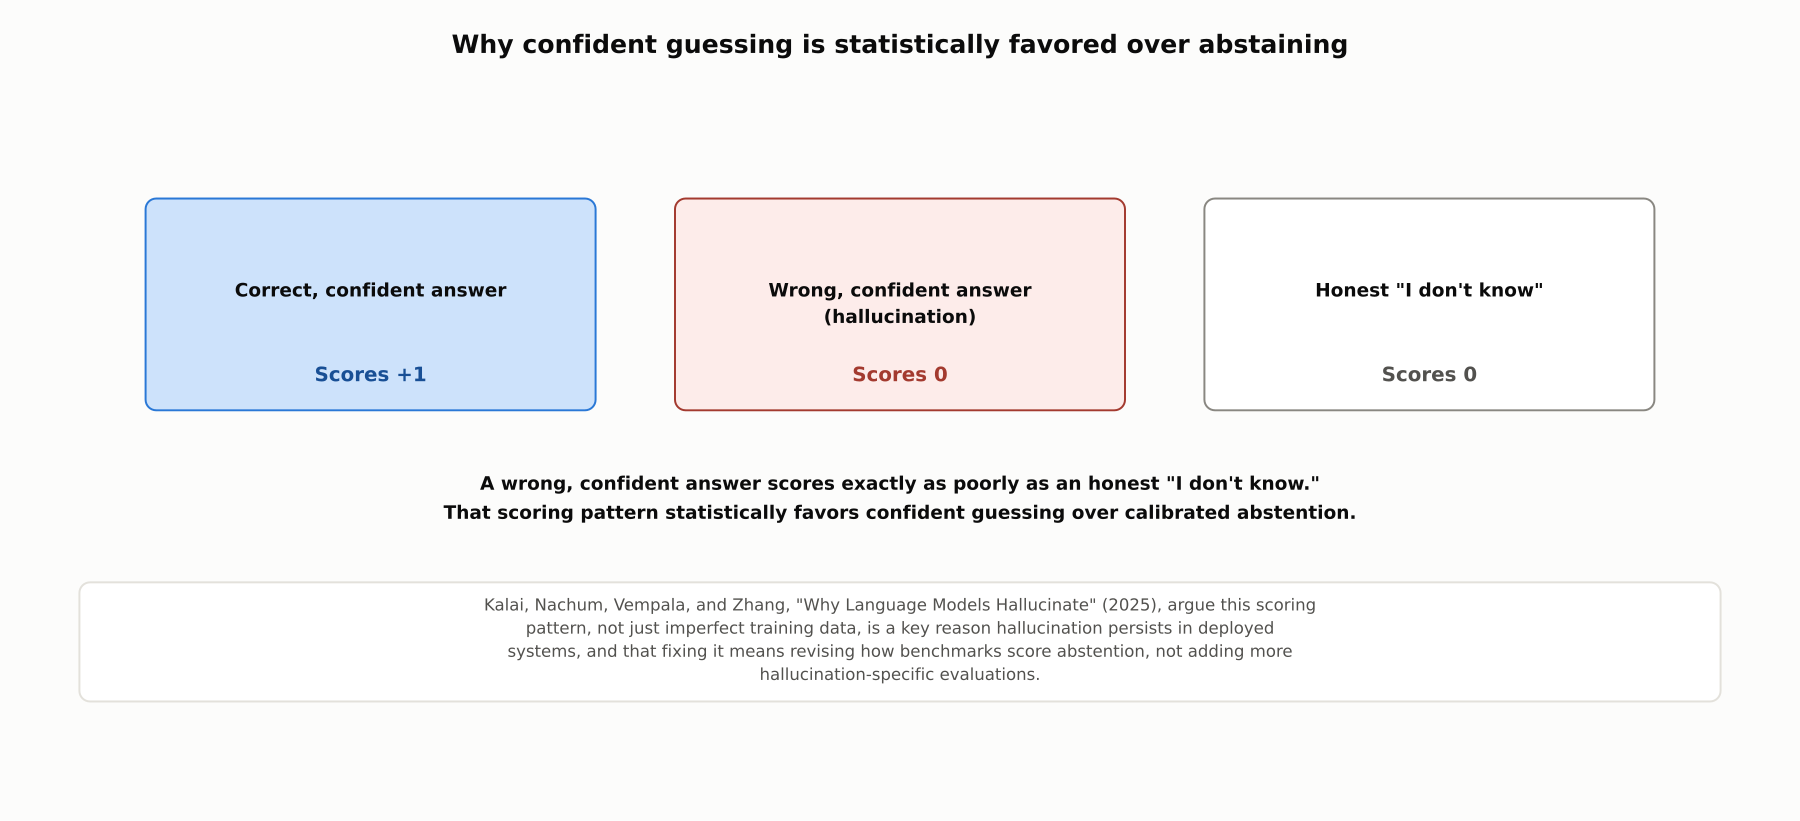 Why confident guessing is statistically favored over abstaining
Correct, confident answer
Scores +1
Wrong, confident answer
(hallucination)
Scores 0
Honest "I don't know"
Scores 0
A wrong, confident answer scores exactly as poorly as an honest "I don't know."
That scoring pattern statistically favors confident guessing over calibrated abstention.
Kalai, Nachum, Vempala, and Zhang, "Why Language Models Hallucinate" (2025), argue this scoring
pattern, not just imperfect training data, is a key reason hallucination persists in deployed
systems, and that fixing it means revising how benchmarks score abstention, not adding more
hallucination-specific evaluations.